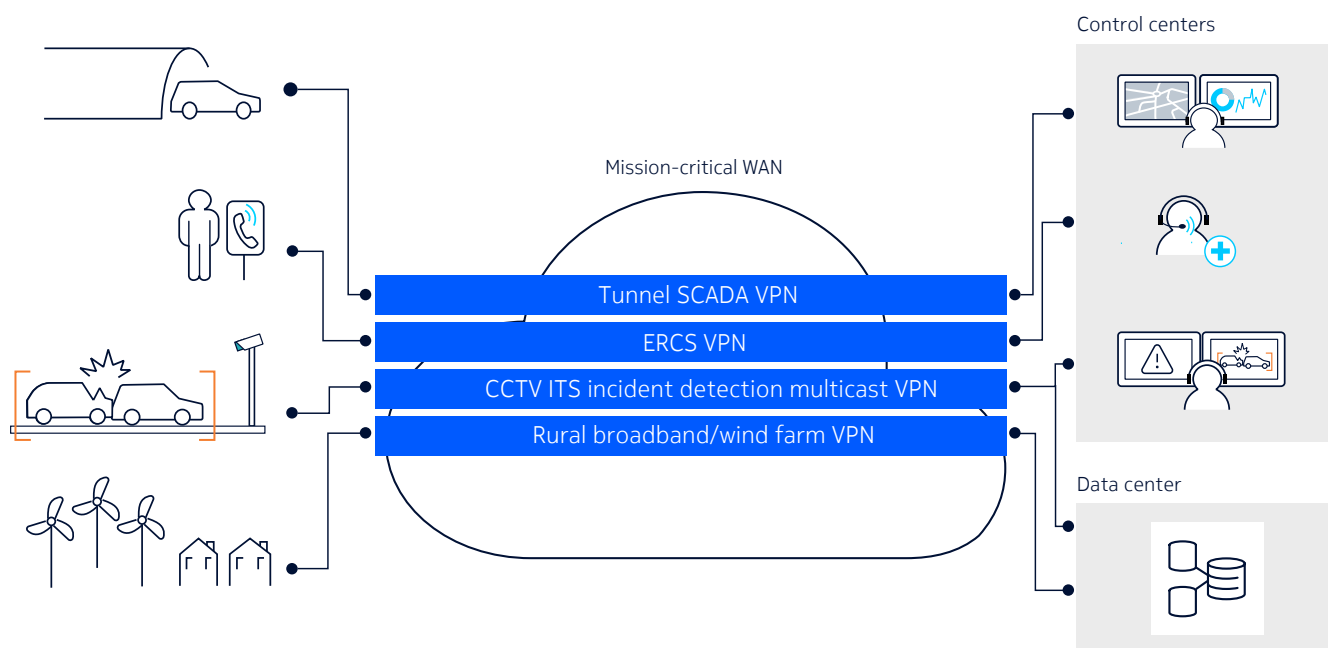 Control centers
Mission-critical WAN
Tunnel SCADA VPN
ERCS VPN
CCTV ITS incident detection multicast VPN
Rural broadband/wind farm VPN
Data center